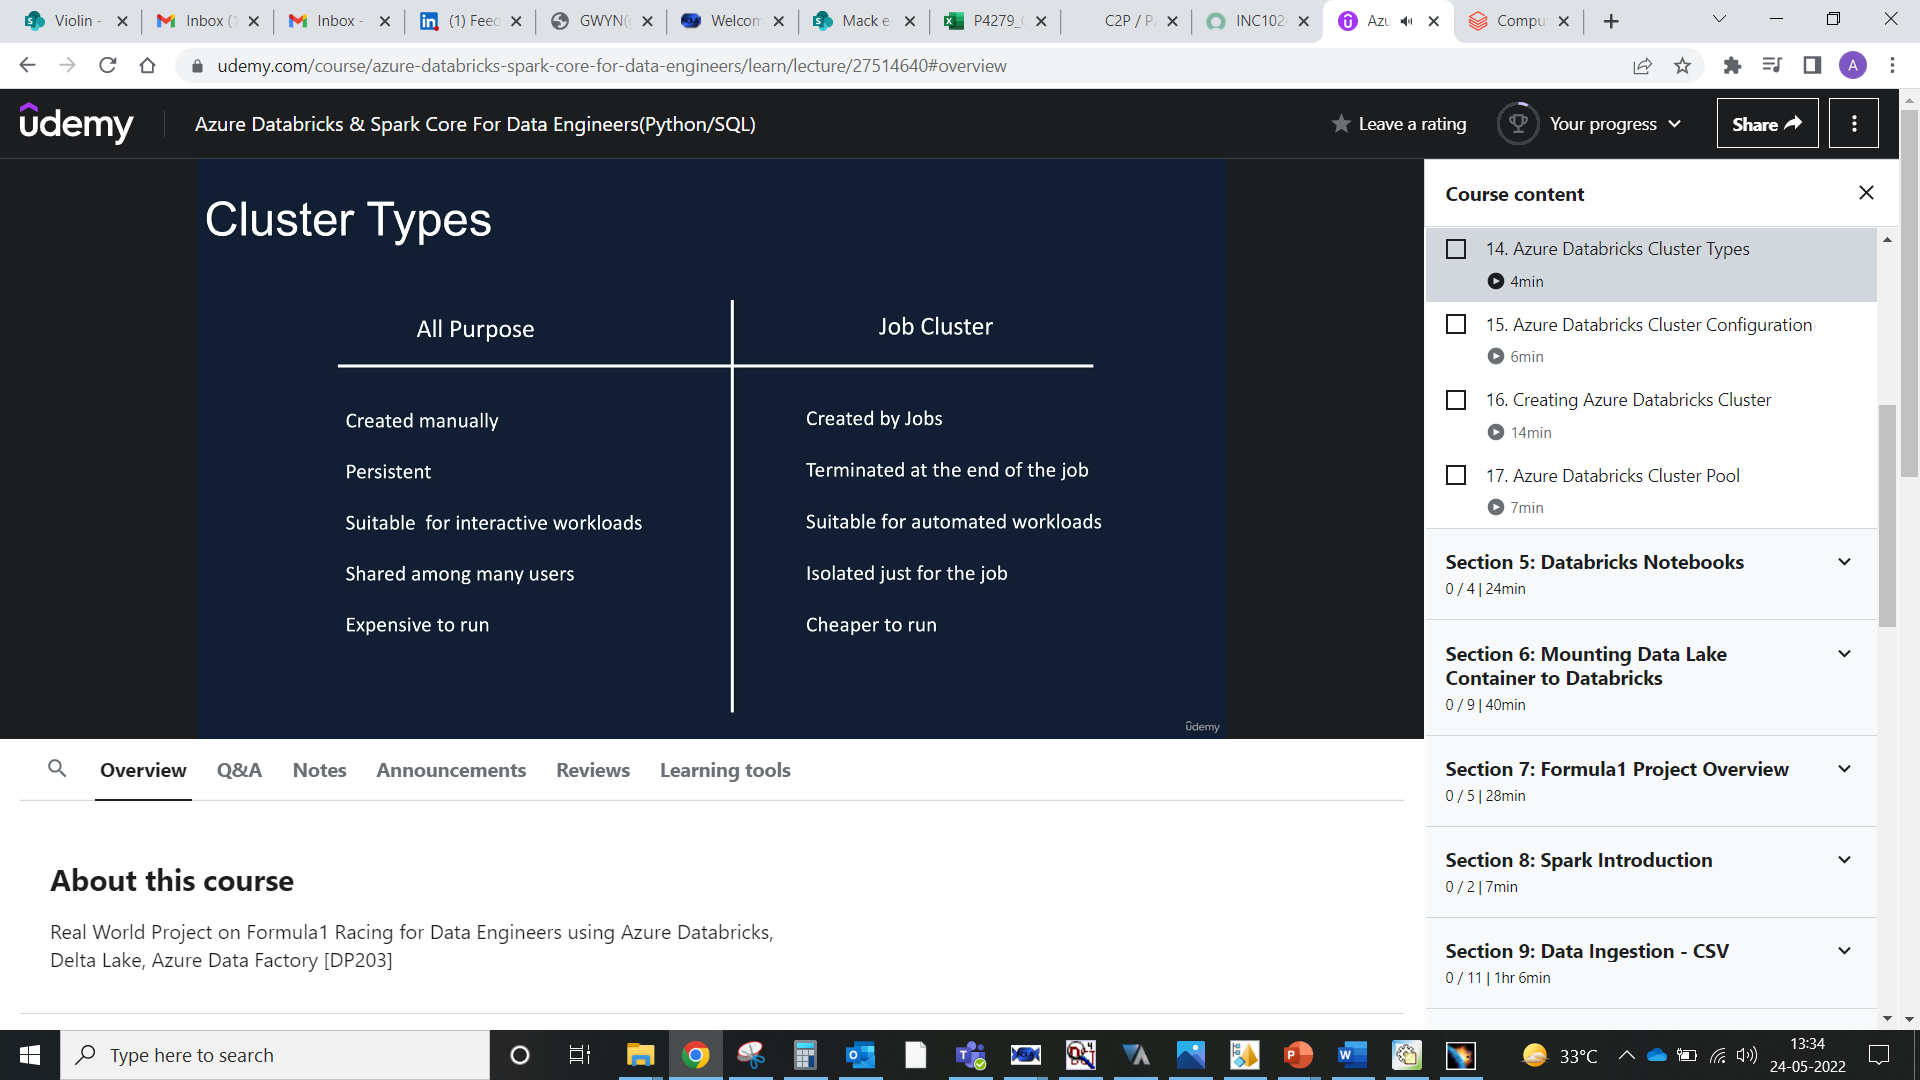 Violin -
Inbox (1
Inbox -
(1) Feed
GWYN(
Welcom
Mack e-
P4279_
C2P / P
INC102
Azu
Compu
udemy.com/course/azure-databricks-spark-core-for-data-engineers/learn/lecture/27514640#overview
A
udemy
Azure Databricks & Spark Core For Data Engineers(Python/SQL)
Leave a rating
Your progress
Share
Cluster Types
All Purpose
Job Cluster
Created manually
Created by Jobs
Persistent
Terminated at the end of the job
Suitable for interactive workloads
Suitable for automated workloads
Shared among many users
Isolated just for the job
Expensive to run
Cheaper to run
udemy
Course content
14. Azure Databricks Cluster Types
4min
15. Azure Databricks Cluster Configuration
6min
16. Creating Azure Databricks Cluster
14min
17. Azure Databricks Cluster Pool
7min
Section 5: Databricks Notebooks
0 / 4 | 24min
Section 6: Mounting Data Lake
Container to Databricks
0 / 9 | 40min
Section 7: Formula1 Project Overview
0 / 5 | 28min
Section 8: Spark Introduction
0 / 2 | 7min
Section 9: Data Ingestion - CSV
0 / 11 | 1hr 6min
Overview
Q&A
Notes
Announcements
Reviews
Learning tools
About this course
Real World Project on Formula1 Racing for Data Engineers using Azure Databricks,
Delta Lake, Azure Data Factory [DP203]
Type here to search
33°C
13:34
24-05-2022